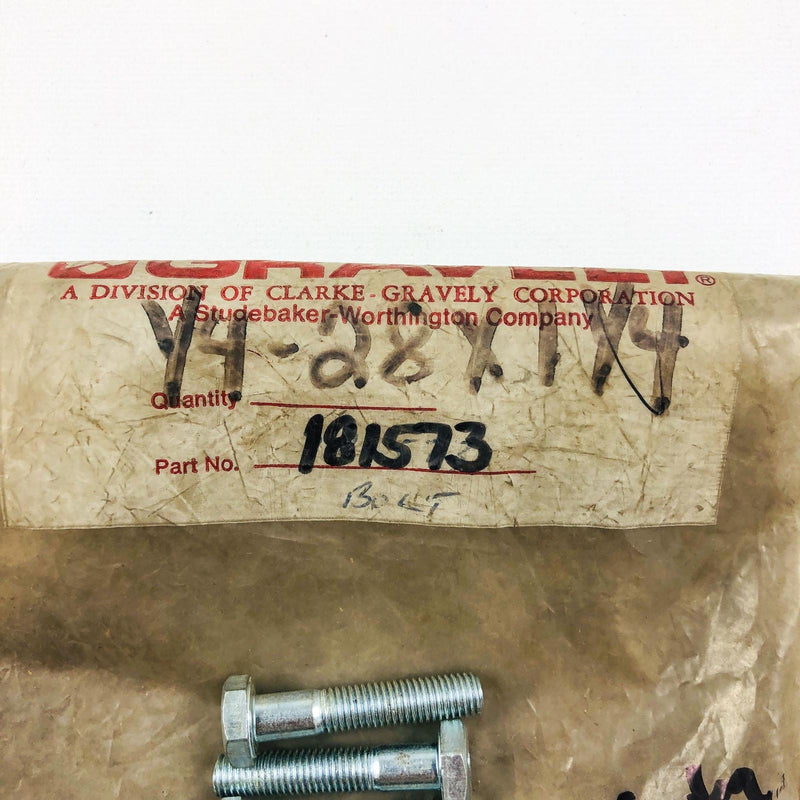 GRAVELY®
A DIVISION OF CLARKE-GRAVELY CORPORATION
A Studebaker-Worthington Company
1/4-28 X 1 1/4
Quantity
181573
Part No.
BOLT